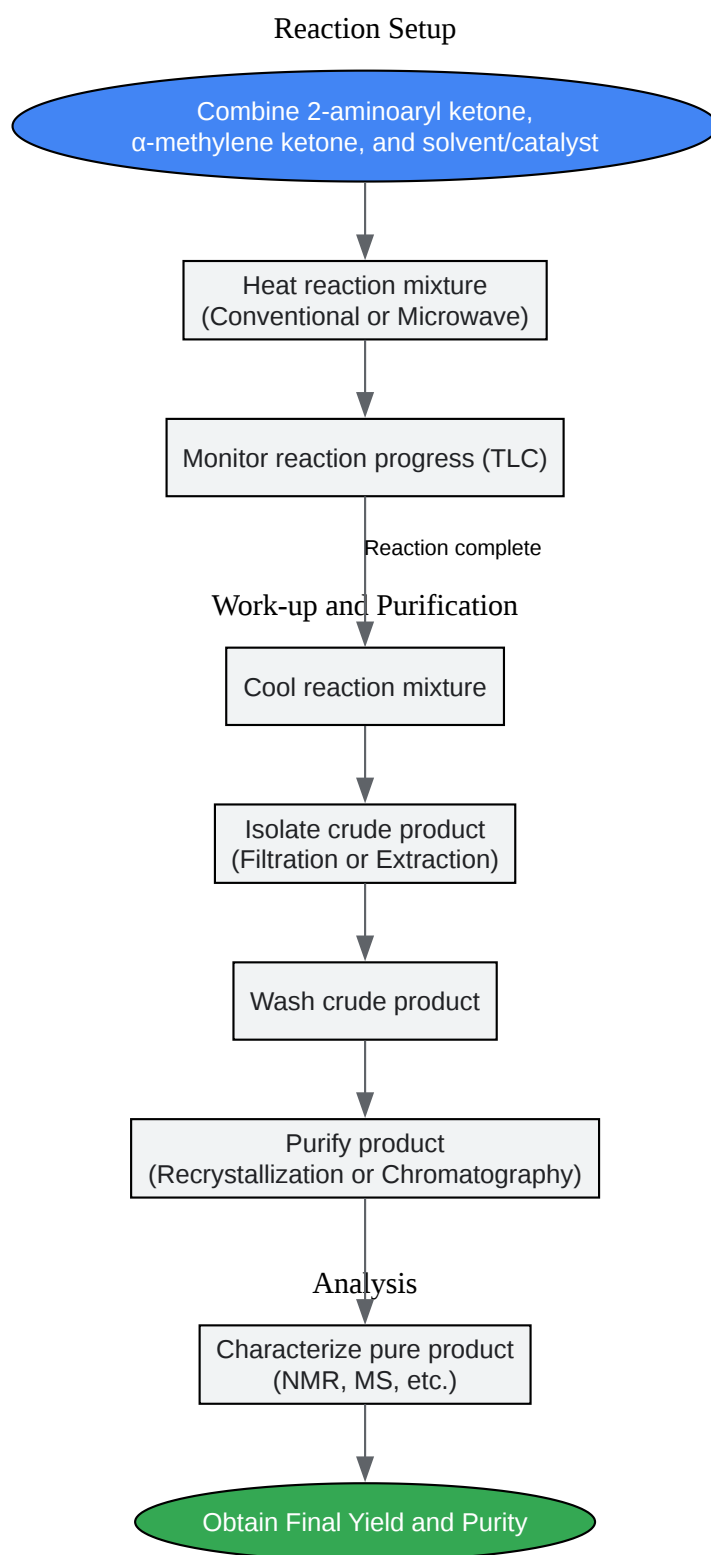 Reaction Setup
Combine 2-aminoaryl ketone,
α-methylene ketone, and solvent/catalyst
Heat reaction mixture
(Conventional or Microwave)
Monitor reaction progress (TLC)
Reaction complete
Work-up and Purification
Cool reaction mixture
Isolate crude product
(Filtration or Extraction)
Wash crude product
Purify product
(Recrystallization or Chromatography)
Analysis
Characterize pure product
(NMR, MS, etc.)
Obtain Final Yield and Purity